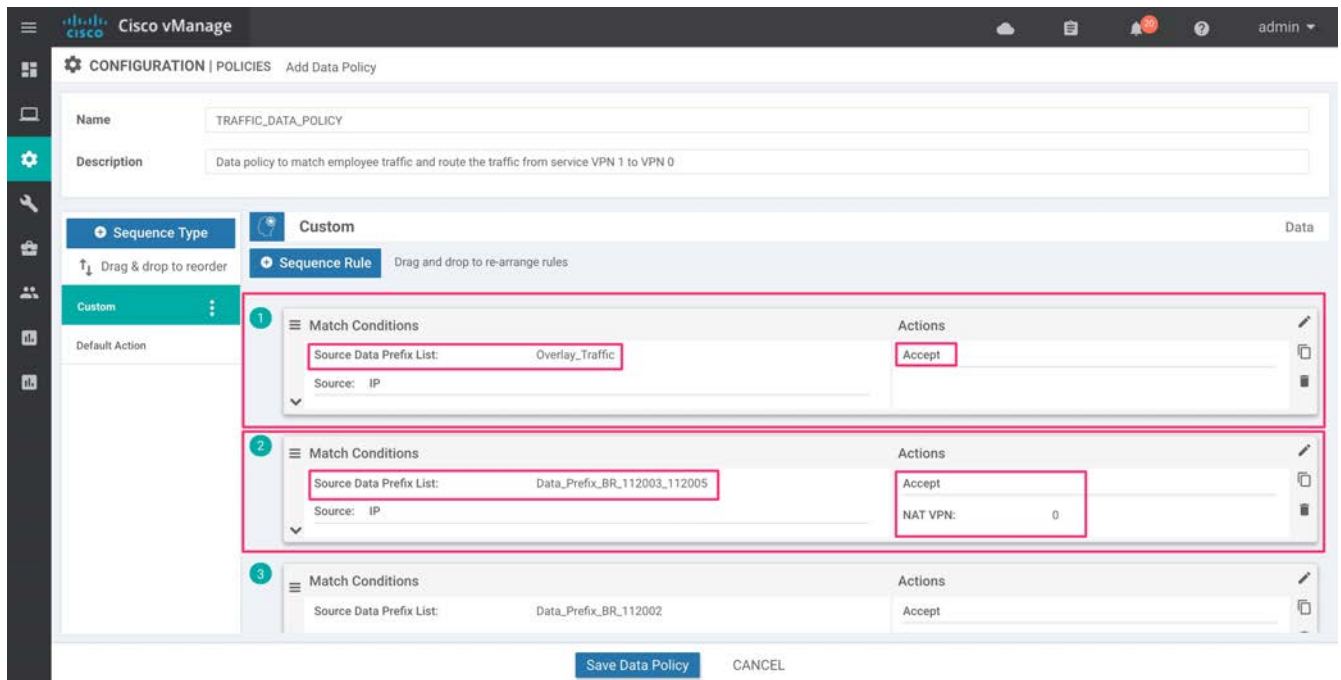 cisco Cisco vManage 20 admin
CONFIGURATION | POLICIES Add Data Policy
Name TRAFFIC_DATA_POLICY
Description Data policy to match employee traffic and route the traffic from service VPN 1 to VPN 0
Sequence Type
Drag & drop to reorder
Custom
Default Action
Custom Data
Sequence Rule Drag and drop to re-arrange rules
1 Match Conditions Actions
Source Data Prefix List: Overlay_Traffic Accept
Source: IP
2 Match Conditions Actions
Source Data Prefix List: Data_Prefix_BR_112003_112005 Accept
Source: IP NAT VPN: 0
3 Match Conditions Actions
Source Data Prefix List: Data_Prefix_BR_112002 Accept
Save Data Policy CANCEL